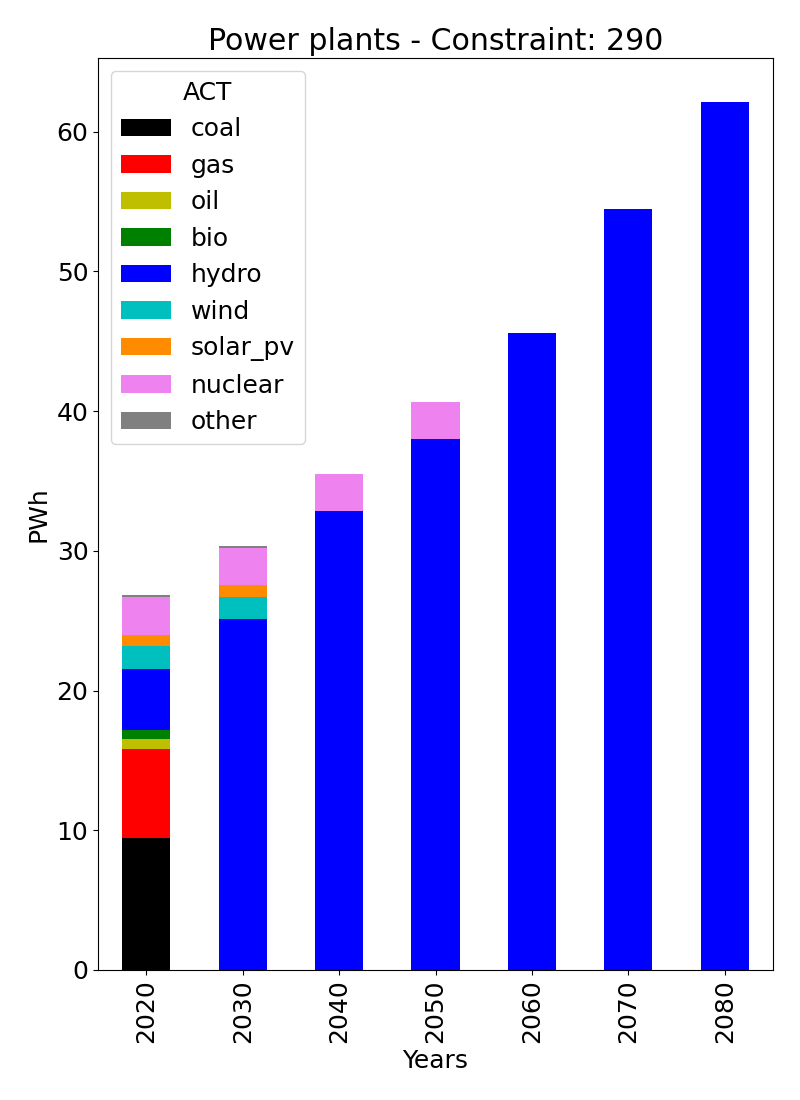 Power plants - Constraint: 290
ACT
coal
gas
oil
bio
hydro
wind
solar_pv
nuclear
other
60
50
40
30
20
10
0
PWh
2020
2030
2040
2050
2060
2070
2080
Years